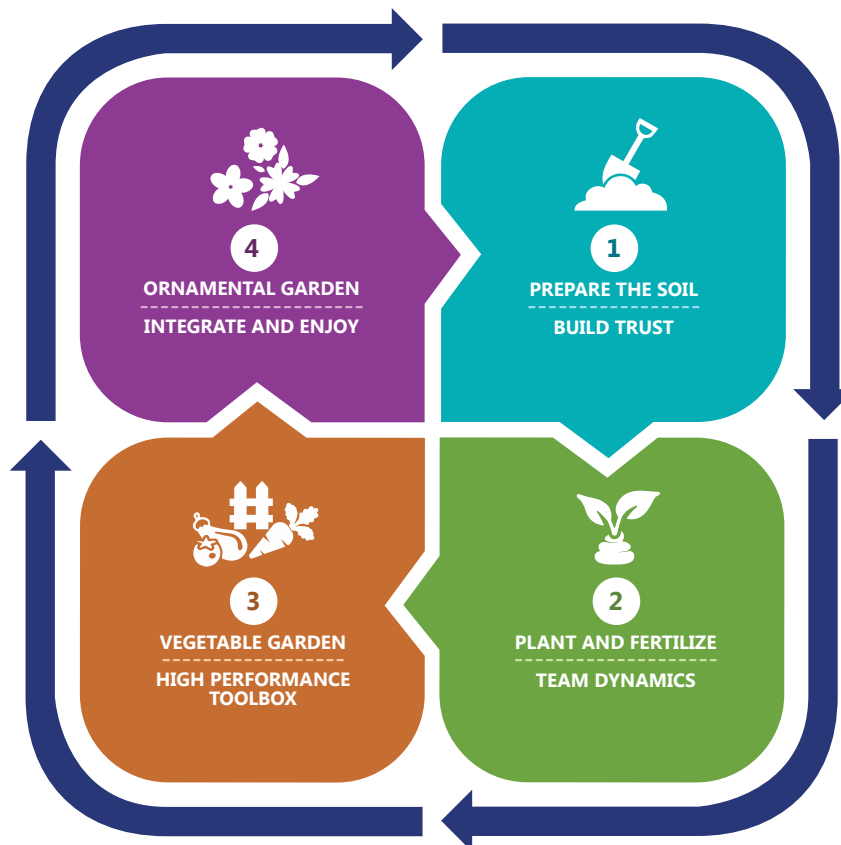 4
ORNAMENTAL GARDEN
INTEGRATE AND ENJOY
1
PREPARE THE SOIL
BUILD TRUST
3
VEGETABLE GARDEN
HIGH PERFORMANCE
TOOLBOX
2
PLANT AND FERTILIZE
TEAM DYNAMICS